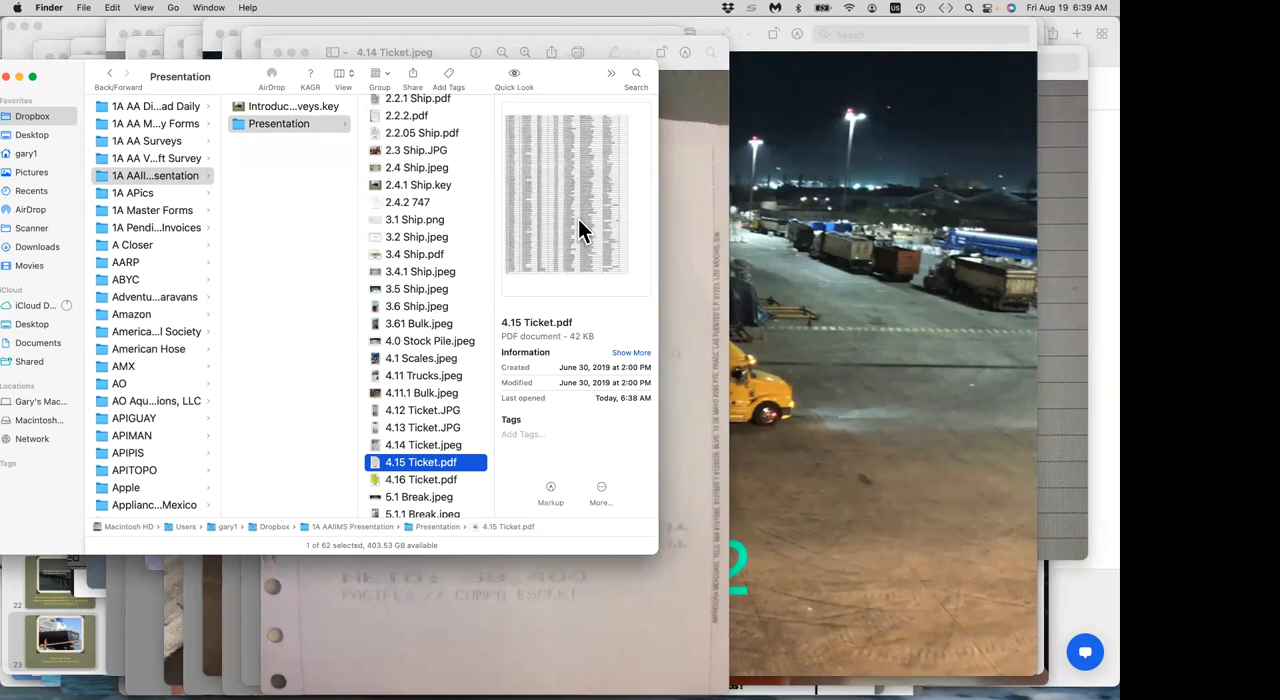 Finder File Edit View Go Window Help
Fri Aug 19 6:39 AM
4.14 Ticket.jpeg
Search
Presentation
Back/Forward
AirDrop
KAGR
View
Group
Share
Add Tags
Quick Look
Search
Favorites
Dropbox
Desktop
gary1
Pictures
Recents
AirDrop
Scanner
Downloads
Movies
iCloud
iCloud D...
Desktop
Documents
Shared
Locations
Gary's Mac...
Macintosh...
Network
Tags
1A AA Di...ad Daily
1A AA M...y Forms
1A AA Surveys
1A AA V...ft Survey
1A AAII...sentation
1A APics
1A Master Forms
1A Pendi...Invoices
A Closer
AARP
ABYC
Adventu...aravans
Amazon
America...l Society
American Hose
AMX
AO
AO Aqu...ions, LLC
APIGUAY
APIMAN
APIPIS
APITOPO
Apple
Applianc...Mexico
Introduc...veys.key
Presentation
2.2.1 Ship.pdf
2.2.2.pdf
2.2.05 Ship.pdf
2.3 Ship.JPG
2.4 Ship.jpeg
2.4.1 Ship.key
2.4.2 747
3.1 Ship.png
3.2 Ship.jpeg
3.4 Ship.pdf
3.4.1 Ship.jpeg
3.5 Ship.jpeg
3.6 Ship.jpeg
3.61 Bulk.jpeg
4.0 Stock Pile.jpeg
4.1 Scales.jpeg
4.11 Trucks.jpeg
4.11.1 Bulk.jpeg
4.12 Ticket.JPG
4.13 Ticket.JPG
4.14 Ticket.jpeg
4.15 Ticket.pdf
4.16 Ticket.pdf
5.1 Break.jpeg
5.1.1 Break.jpeg
4.15 Ticket.pdf
PDF document - 42 KB
Information Show More
Created June 30, 2019 at 2:00 PM
Modified June 30, 2019 at 2:00 PM
Last opened Today, 6:38 AM
Tags
Add Tags...
Markup
More...
Macintosh HD › Users › gary1 › Dropbox › 1A AAIIMS Presentation › Presentation › 4.15 Ticket.pdf
1 of 62 selected, 403.53 GB available
22
23
2